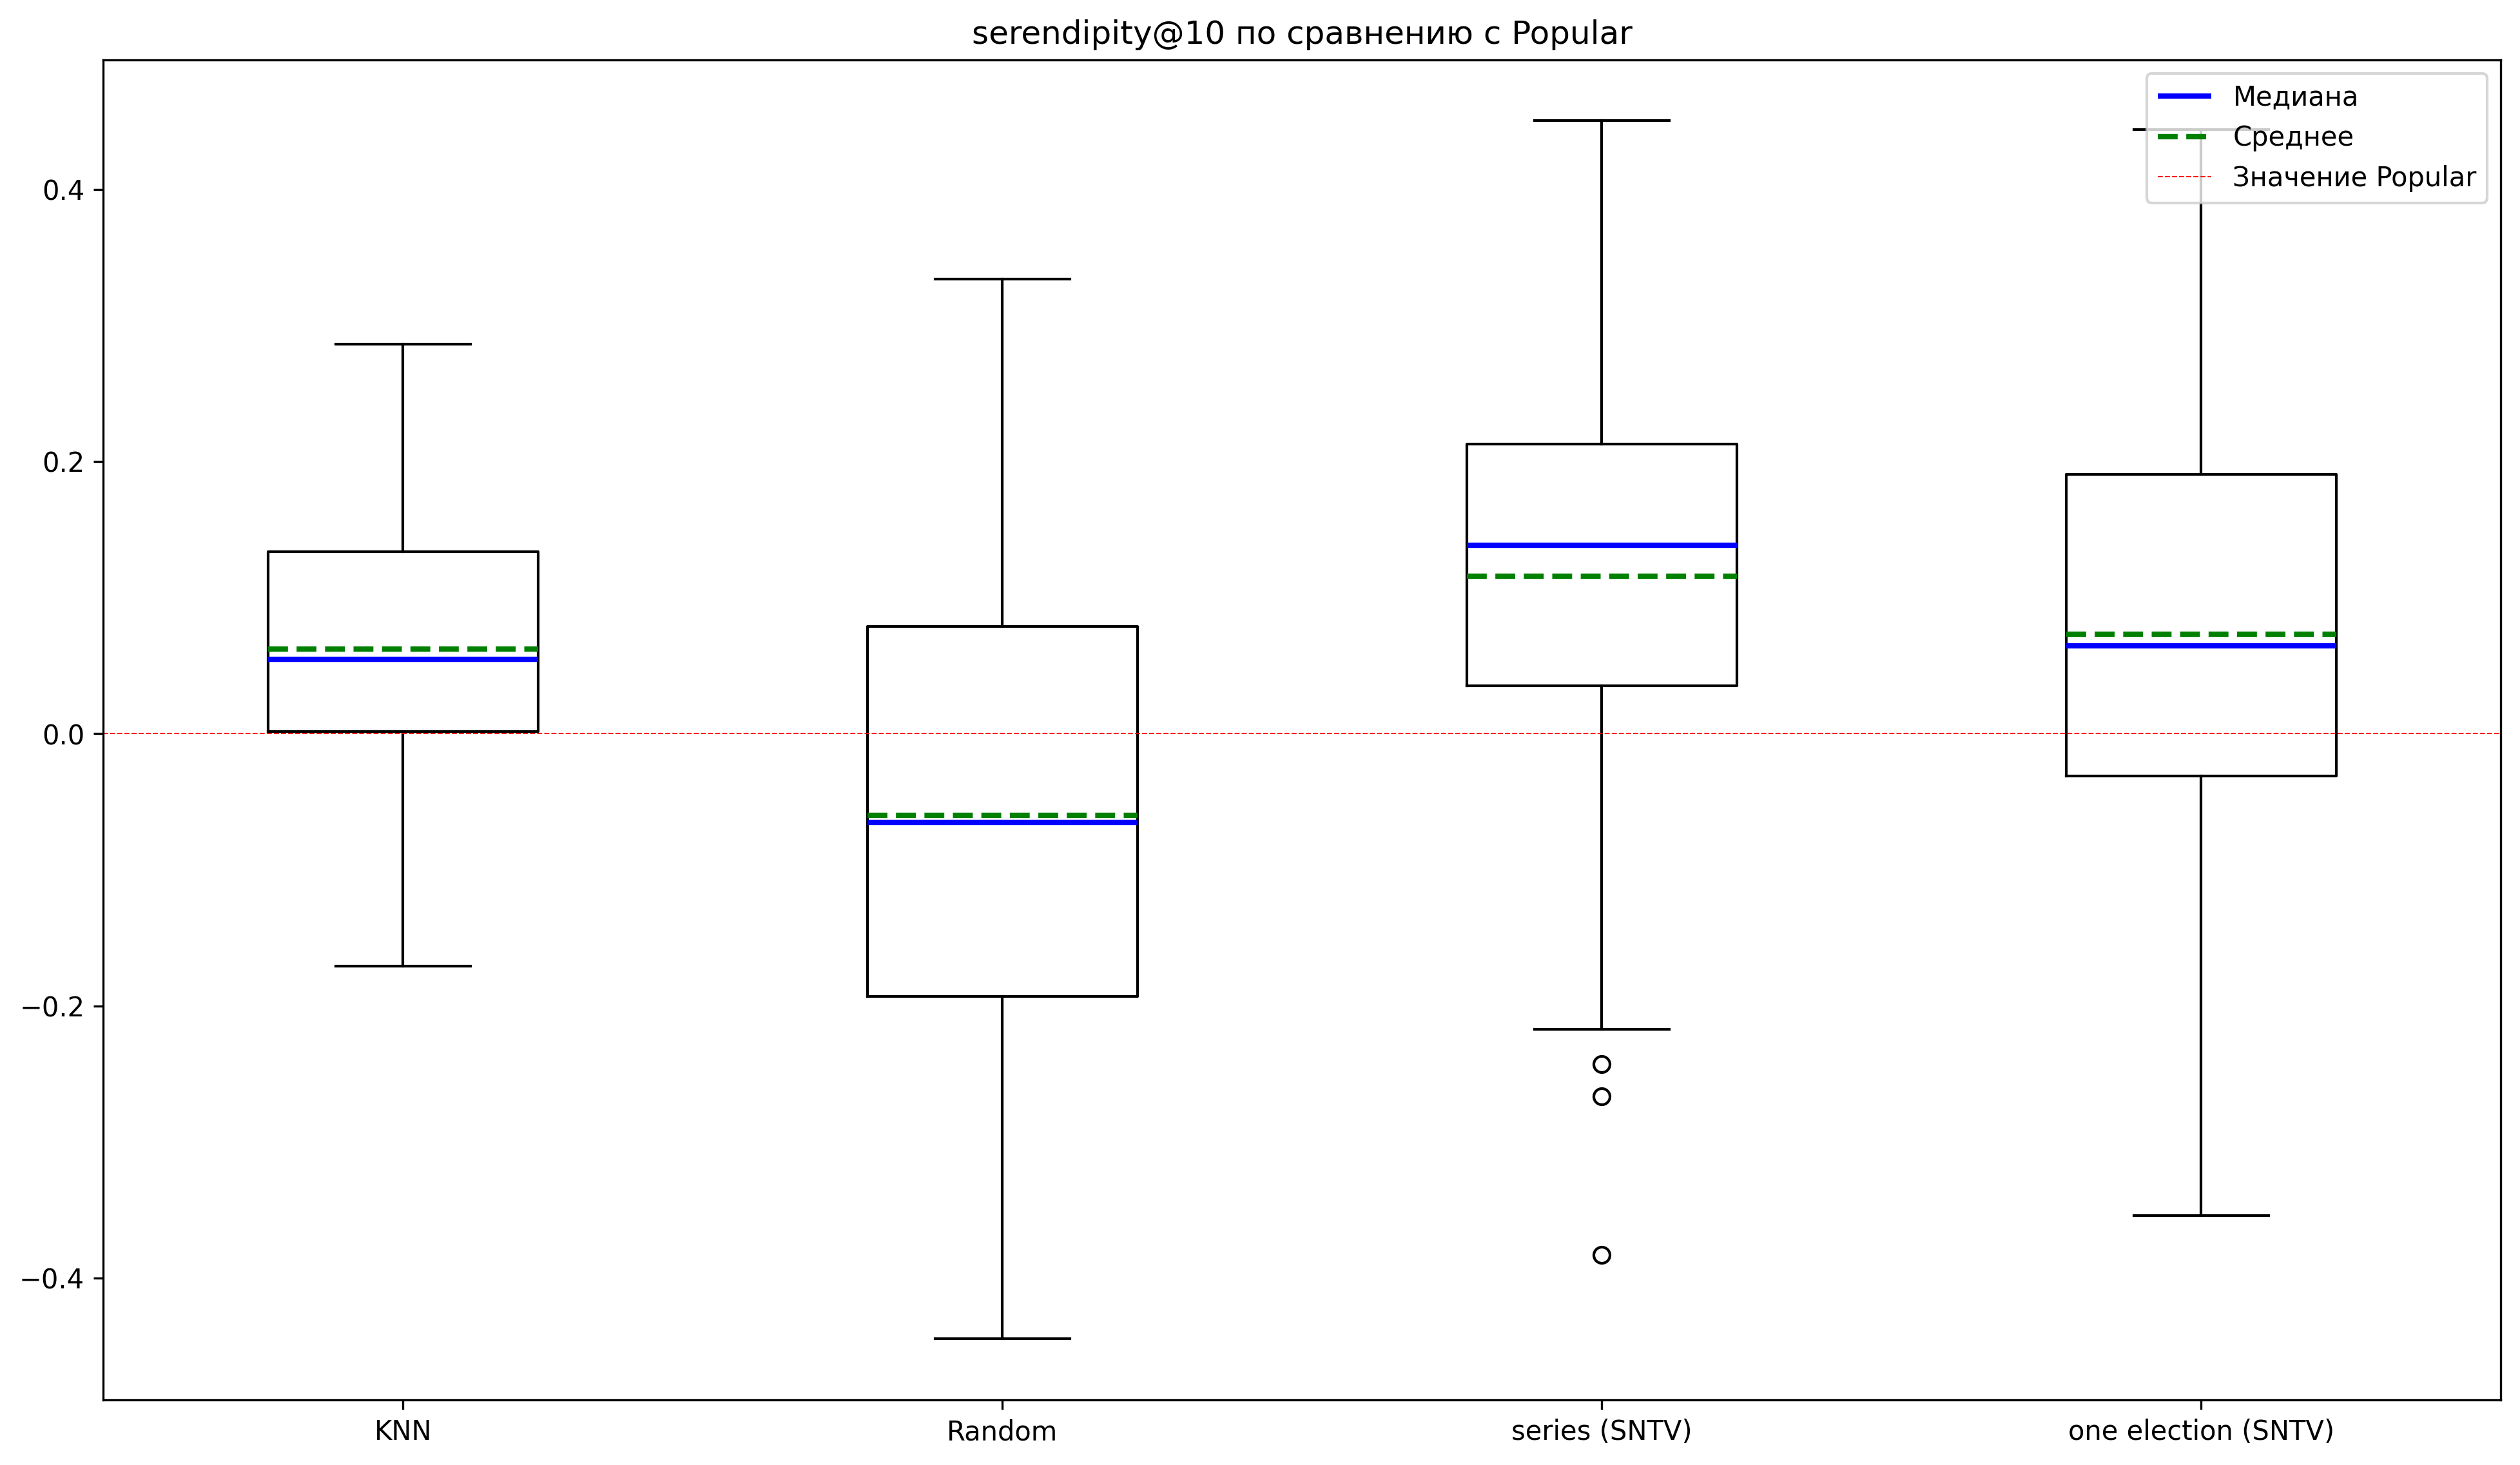 serendipity@10 по сравнению с Popular
Медиана
Среднее
Значение Popular
0.4
0.2
0.0
−0.2
−0.4
KNN
Random
series (SNTV)
one election (SNTV)